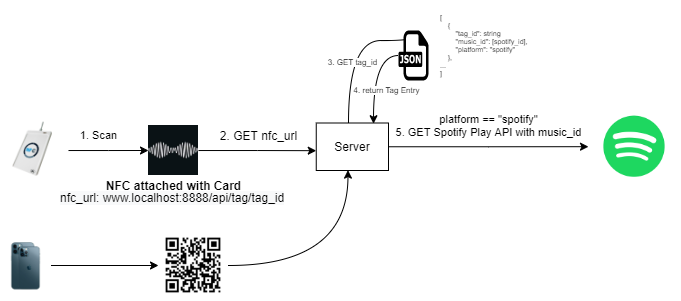 [
{
"tag_id": string
"music_id": [spotify_id],
"platform": "spotify"
},
...
]
3. GET tag_id
JSON
4. return Tag Entry
platform == "spotify"
1. Scan
2. GET nfc_url
5. GET Spotify Play API with music_id
Server
NFC attached with Card
nfc_url: www.localhost:8888/api/tag/tag_id